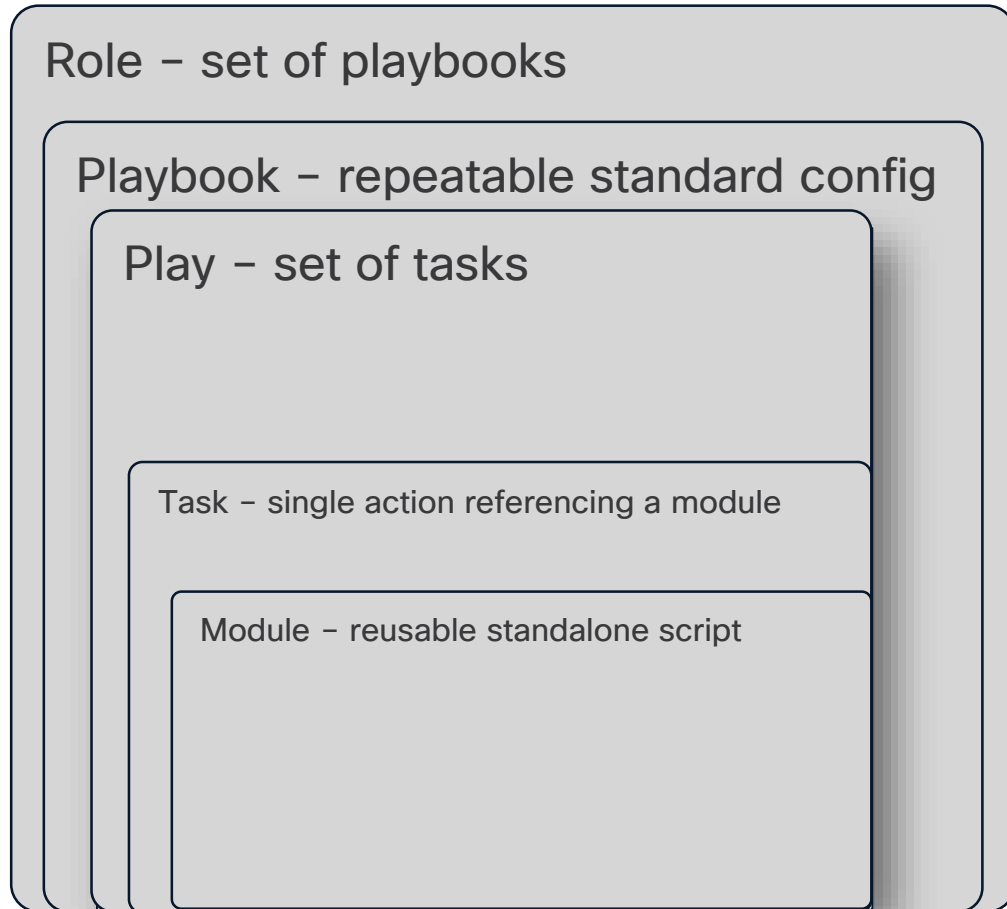 Role – set of playbooks
Playbook – repeatable standard config
Play – set of tasks
Task – single action referencing a module
Module – reusable standalone script